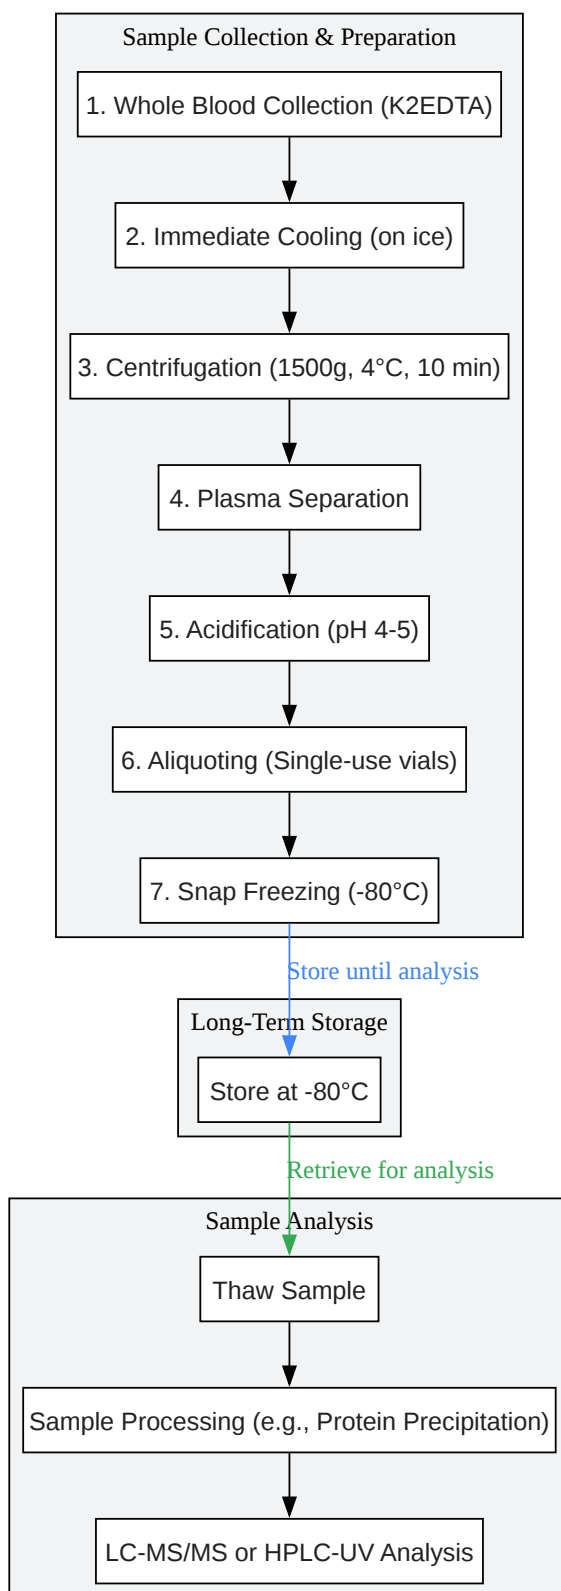 Sample Collection & Preparation
1. Whole Blood Collection (K2EDTA)
2. Immediate Cooling (on ice)
3. Centrifugation (1500g, 4°C, 10 min)
4. Plasma Separation
5. Acidification (pH 4-5)
6. Aliquoting (Single-use vials)
7. Snap Freezing (-80°C)
Store until analysis
Long-Term Storage
Store at -80°C
Retrieve for analysis
Sample Analysis
Thaw Sample
Sample Processing (e.g., Protein Precipitation)
LC-MS/MS or HPLC-UV Analysis